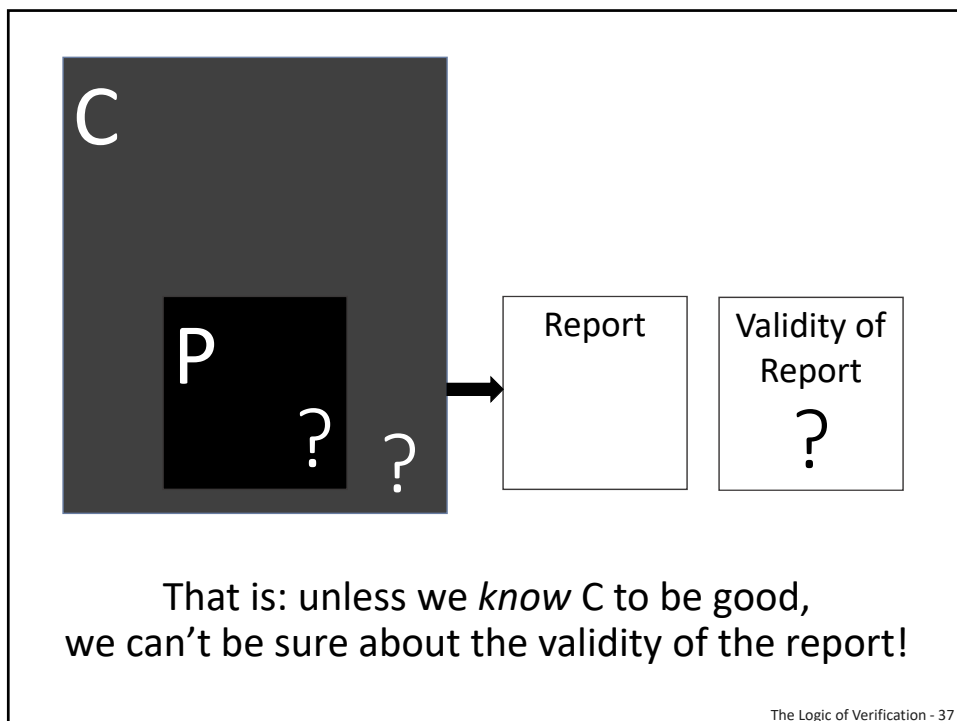 C
P
?
?
Report
Validity of
Report
?
That is: unless we know C to be good,
we can't be sure about the validity of the report!
The Logic of Verification - 37